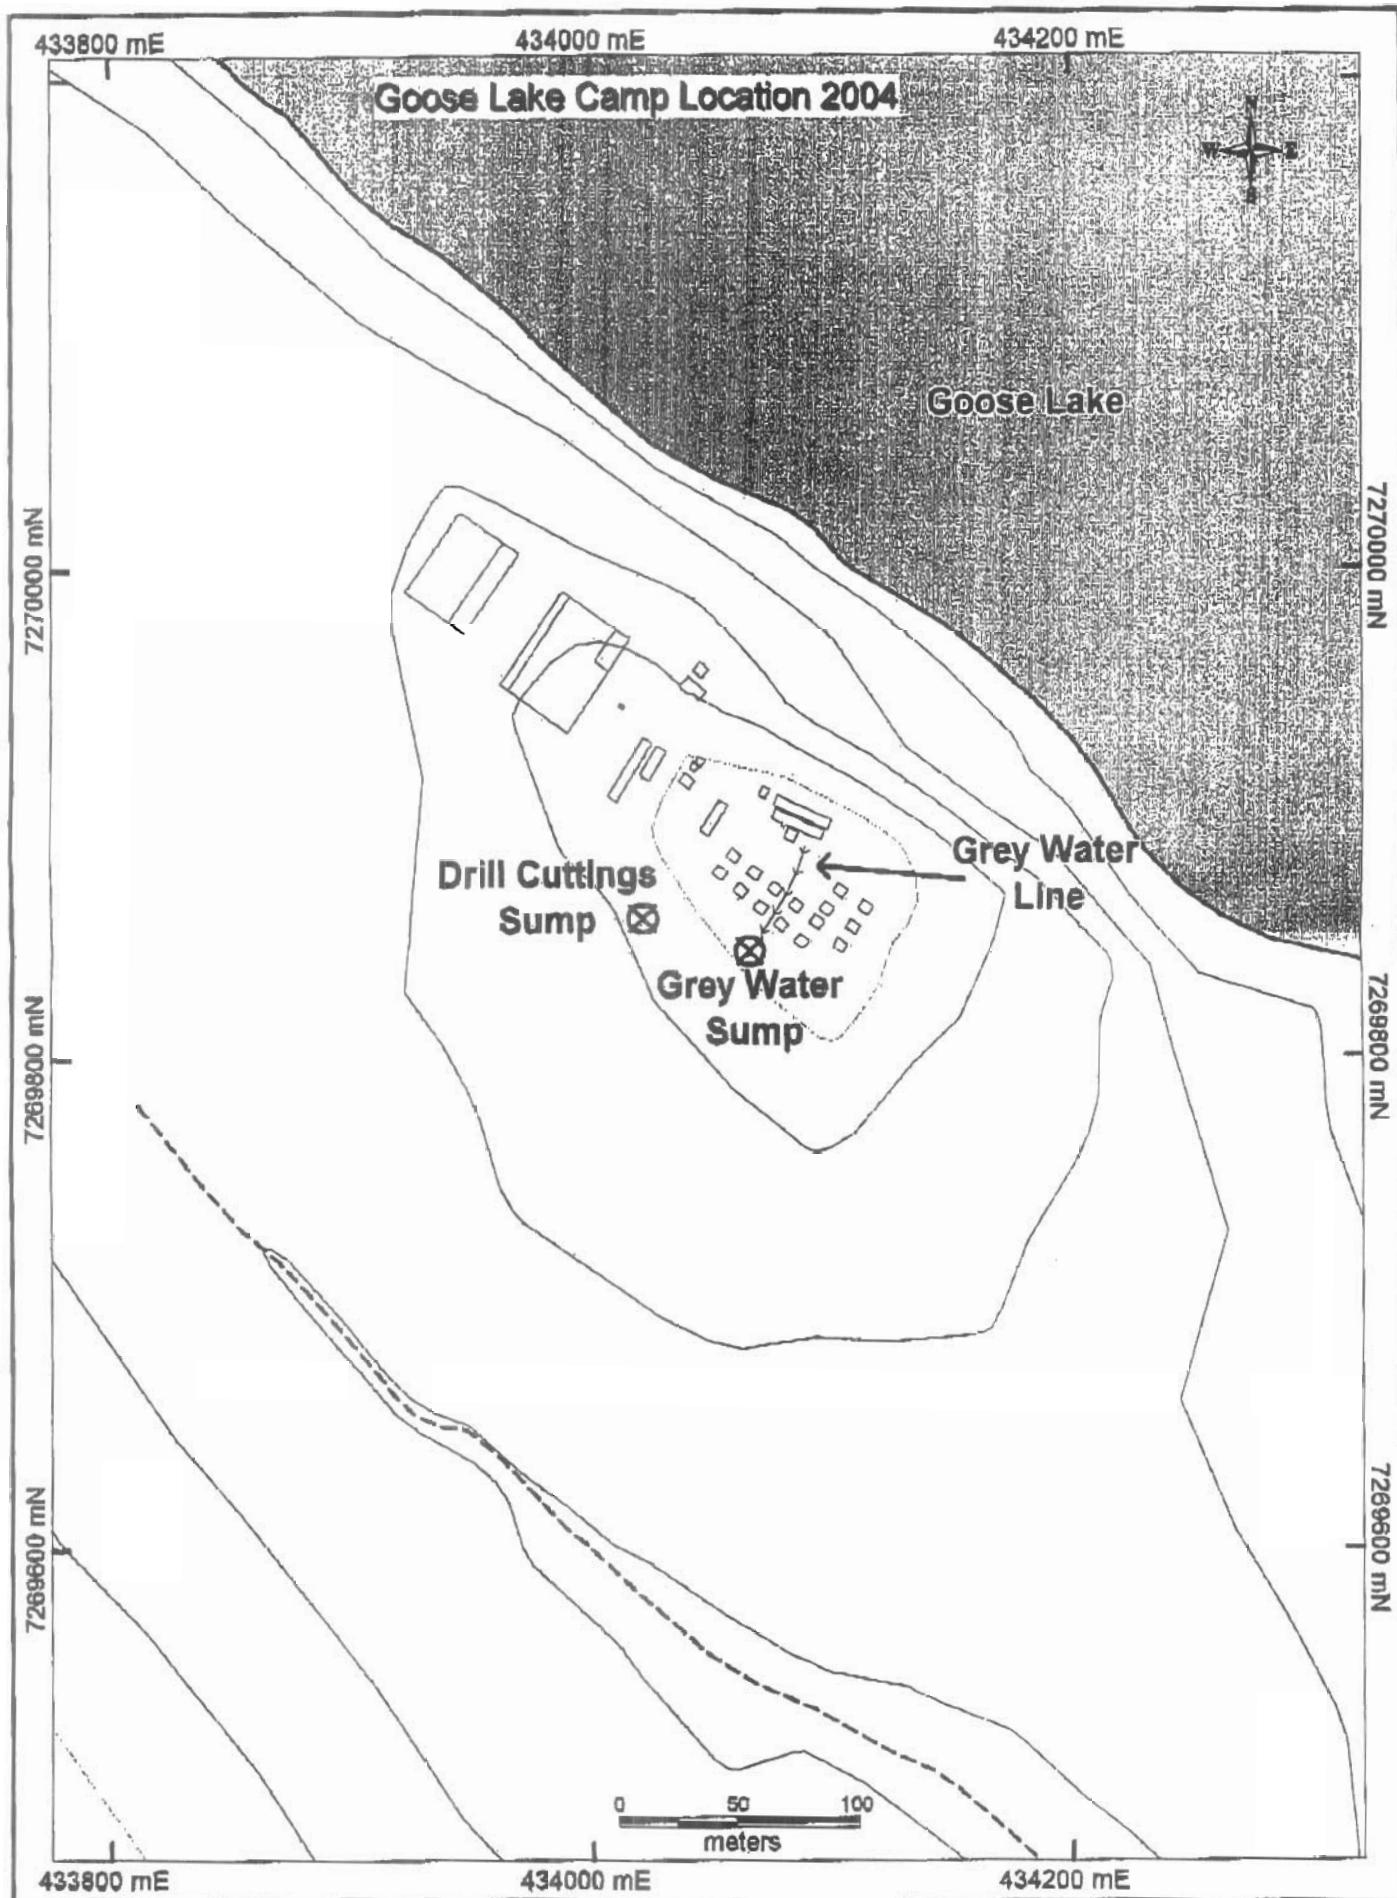 433800 mE
434000 mE
434200 mE
Goose Lake Camp Location 2004
N
W
E
S
Goose Lake
7270000 mN
7270000 mN
Grey Water
Line
Drill Cuttings
Sump
Grey Water
Sump
7269800 mN
7269800 mN
7269600 mN
7269600 mN
0 50 100
meters
433800 mE
434000 mE
434200 mE